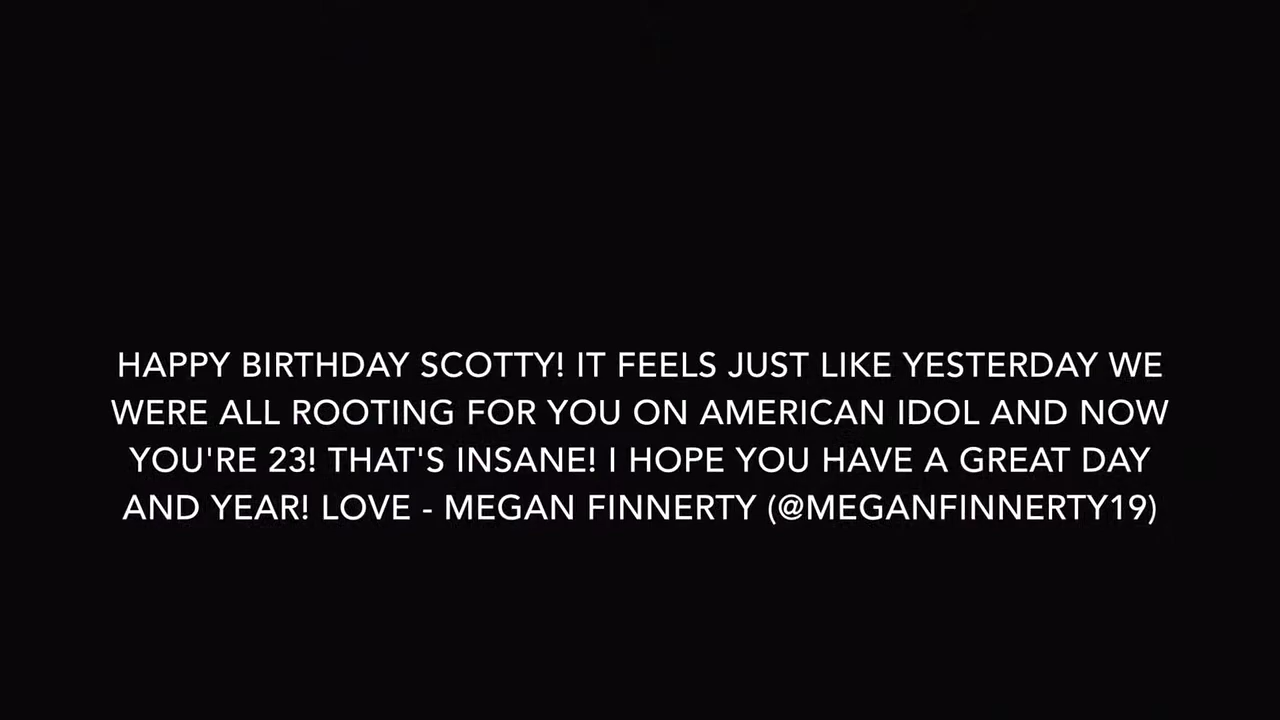 HAPPY BIRTHDAY SCOTTY! IT FEELS JUST LIKE YESTERDAY WE
WERE ALL ROOTING FOR YOU ON AMERICAN IDOL AND NOW
YOU'RE 23! THAT'S INSANE! I HOPE YOU HAVE A GREAT DAY
AND YEAR! LOVE - MEGAN FINNERTY (@MEGANFINNERTY19)